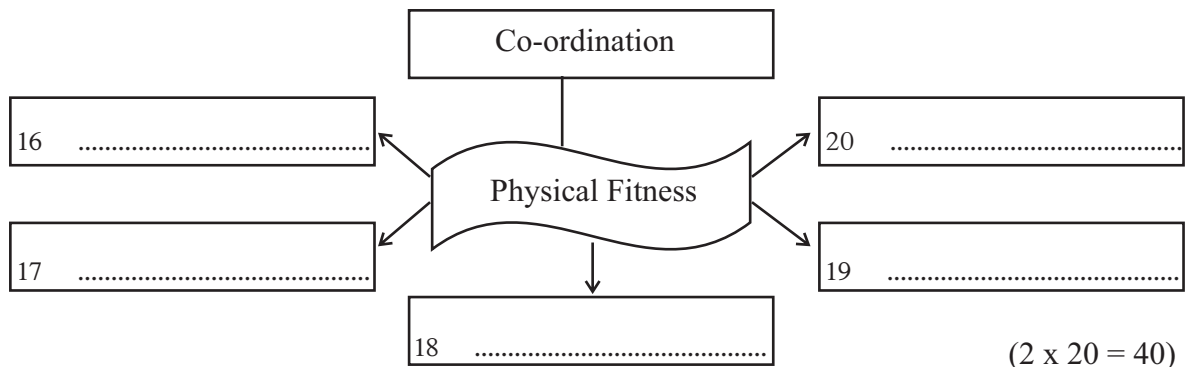 Co-ordination
16 ........................................
20 ........................................
Physical Fitness
17 ........................................
19 ........................................
18 ........................................
(2 x 20 = 40)